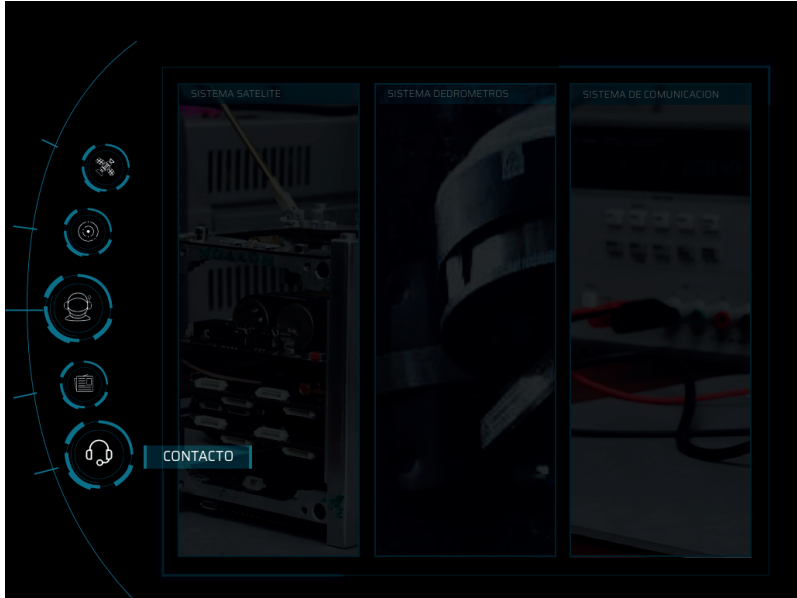 SISTEMA SATELITE
SISTEMA DEDROMETROS
SISTEMA DE COMUNICACION
CONTACTO